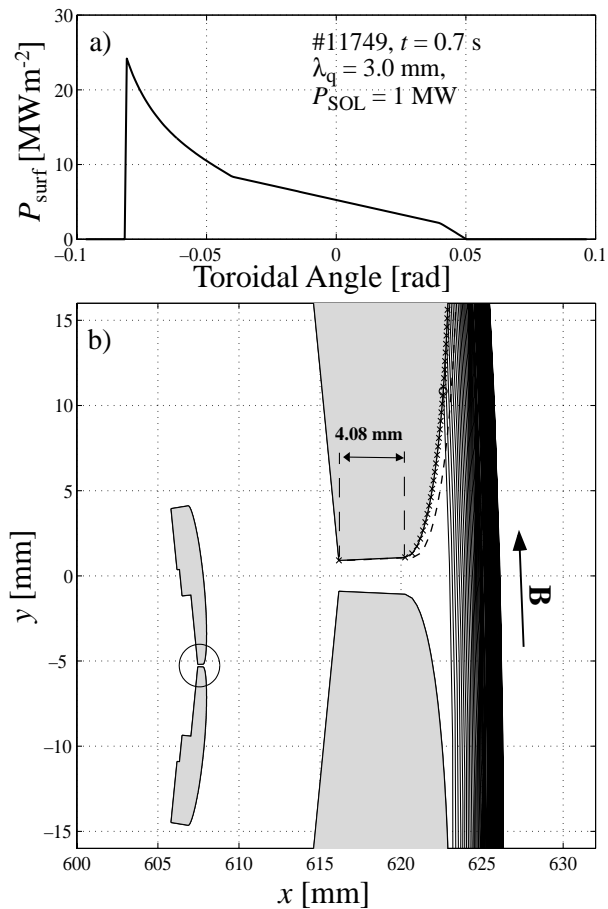 a)
#11749, t = 0.7 s
λq = 3.0 mm,
PSOL = 1 MW
Psurf [MWm-2]
30
20
10
0
−0.1
−0.05
0
0.05
0.1
Toroidal Angle [rad]
b)
4.08 mm
B
y [mm]
15
10
5
0
−5
−10
−15
600
605
610
615
620
625
630
x [mm]